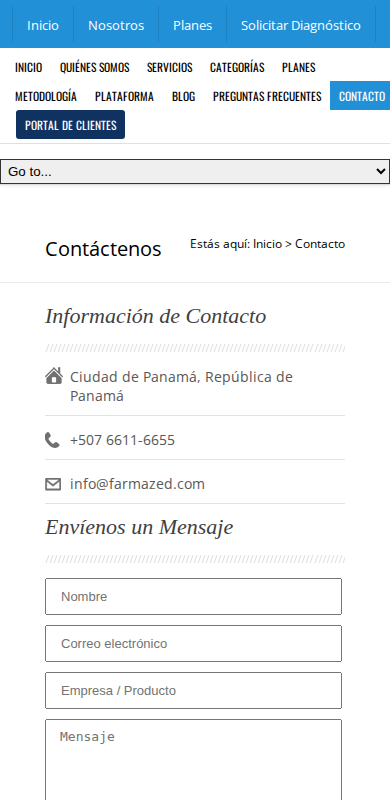 Inicio Nosotros Planes Solicitar Diagnóstico
INICIO QUIÉNES SOMOS SERVICIOS CATEGORÍAS PLANES
METODOLOGÍA PLATAFORMA BLOG PREGUNTAS FRECUENTES CONTACTO
PORTAL DE CLIENTES
Go to...
Contáctenos Estás aquí: Inicio > Contacto
Información de Contacto
Ciudad de Panamá, República de
Panamá
+507 6611-6655
info@farmazed.com
Envíenos un Mensaje
Nombre
Correo electrónico
Empresa / Producto
Mensaje